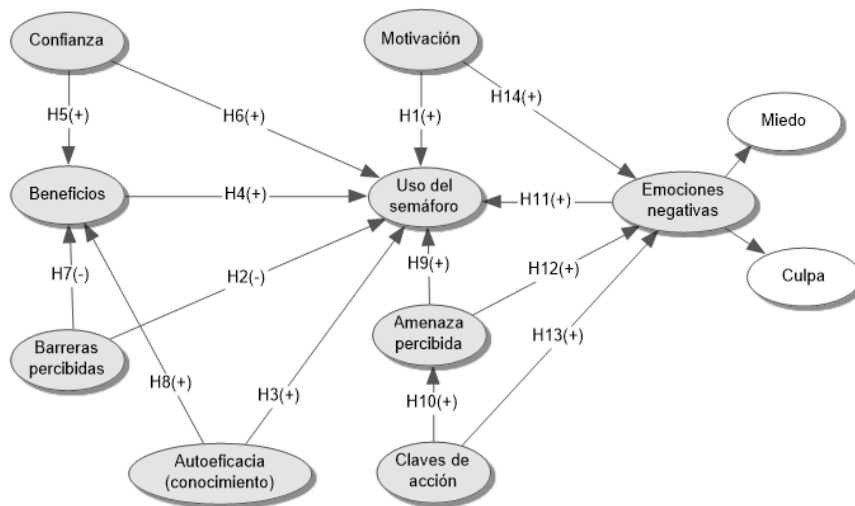 Confianza
Motivación
H5(+)
H6(+)
H1(+)
H14(+)
Miedo
Beneficios
H4(+)
Uso del
semáforo
H11(+)
Emociones
negativas
H7(-)
H2(-)
H9(+)
H12(+)
Culpa
Barreras
percibidas
Amenaza
percibida
H13(+)
H8(+)
H3(+)
H10(+)
Autoeficacia
(conocimiento)
Claves de
acción